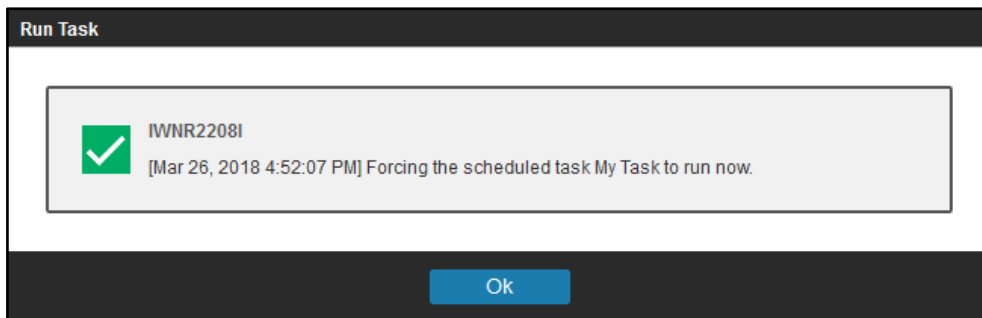 Run Task
IWNR2208I
[Mar 26, 2018 4:52:07 PM] Forcing the scheduled task My Task to run now.
Ok